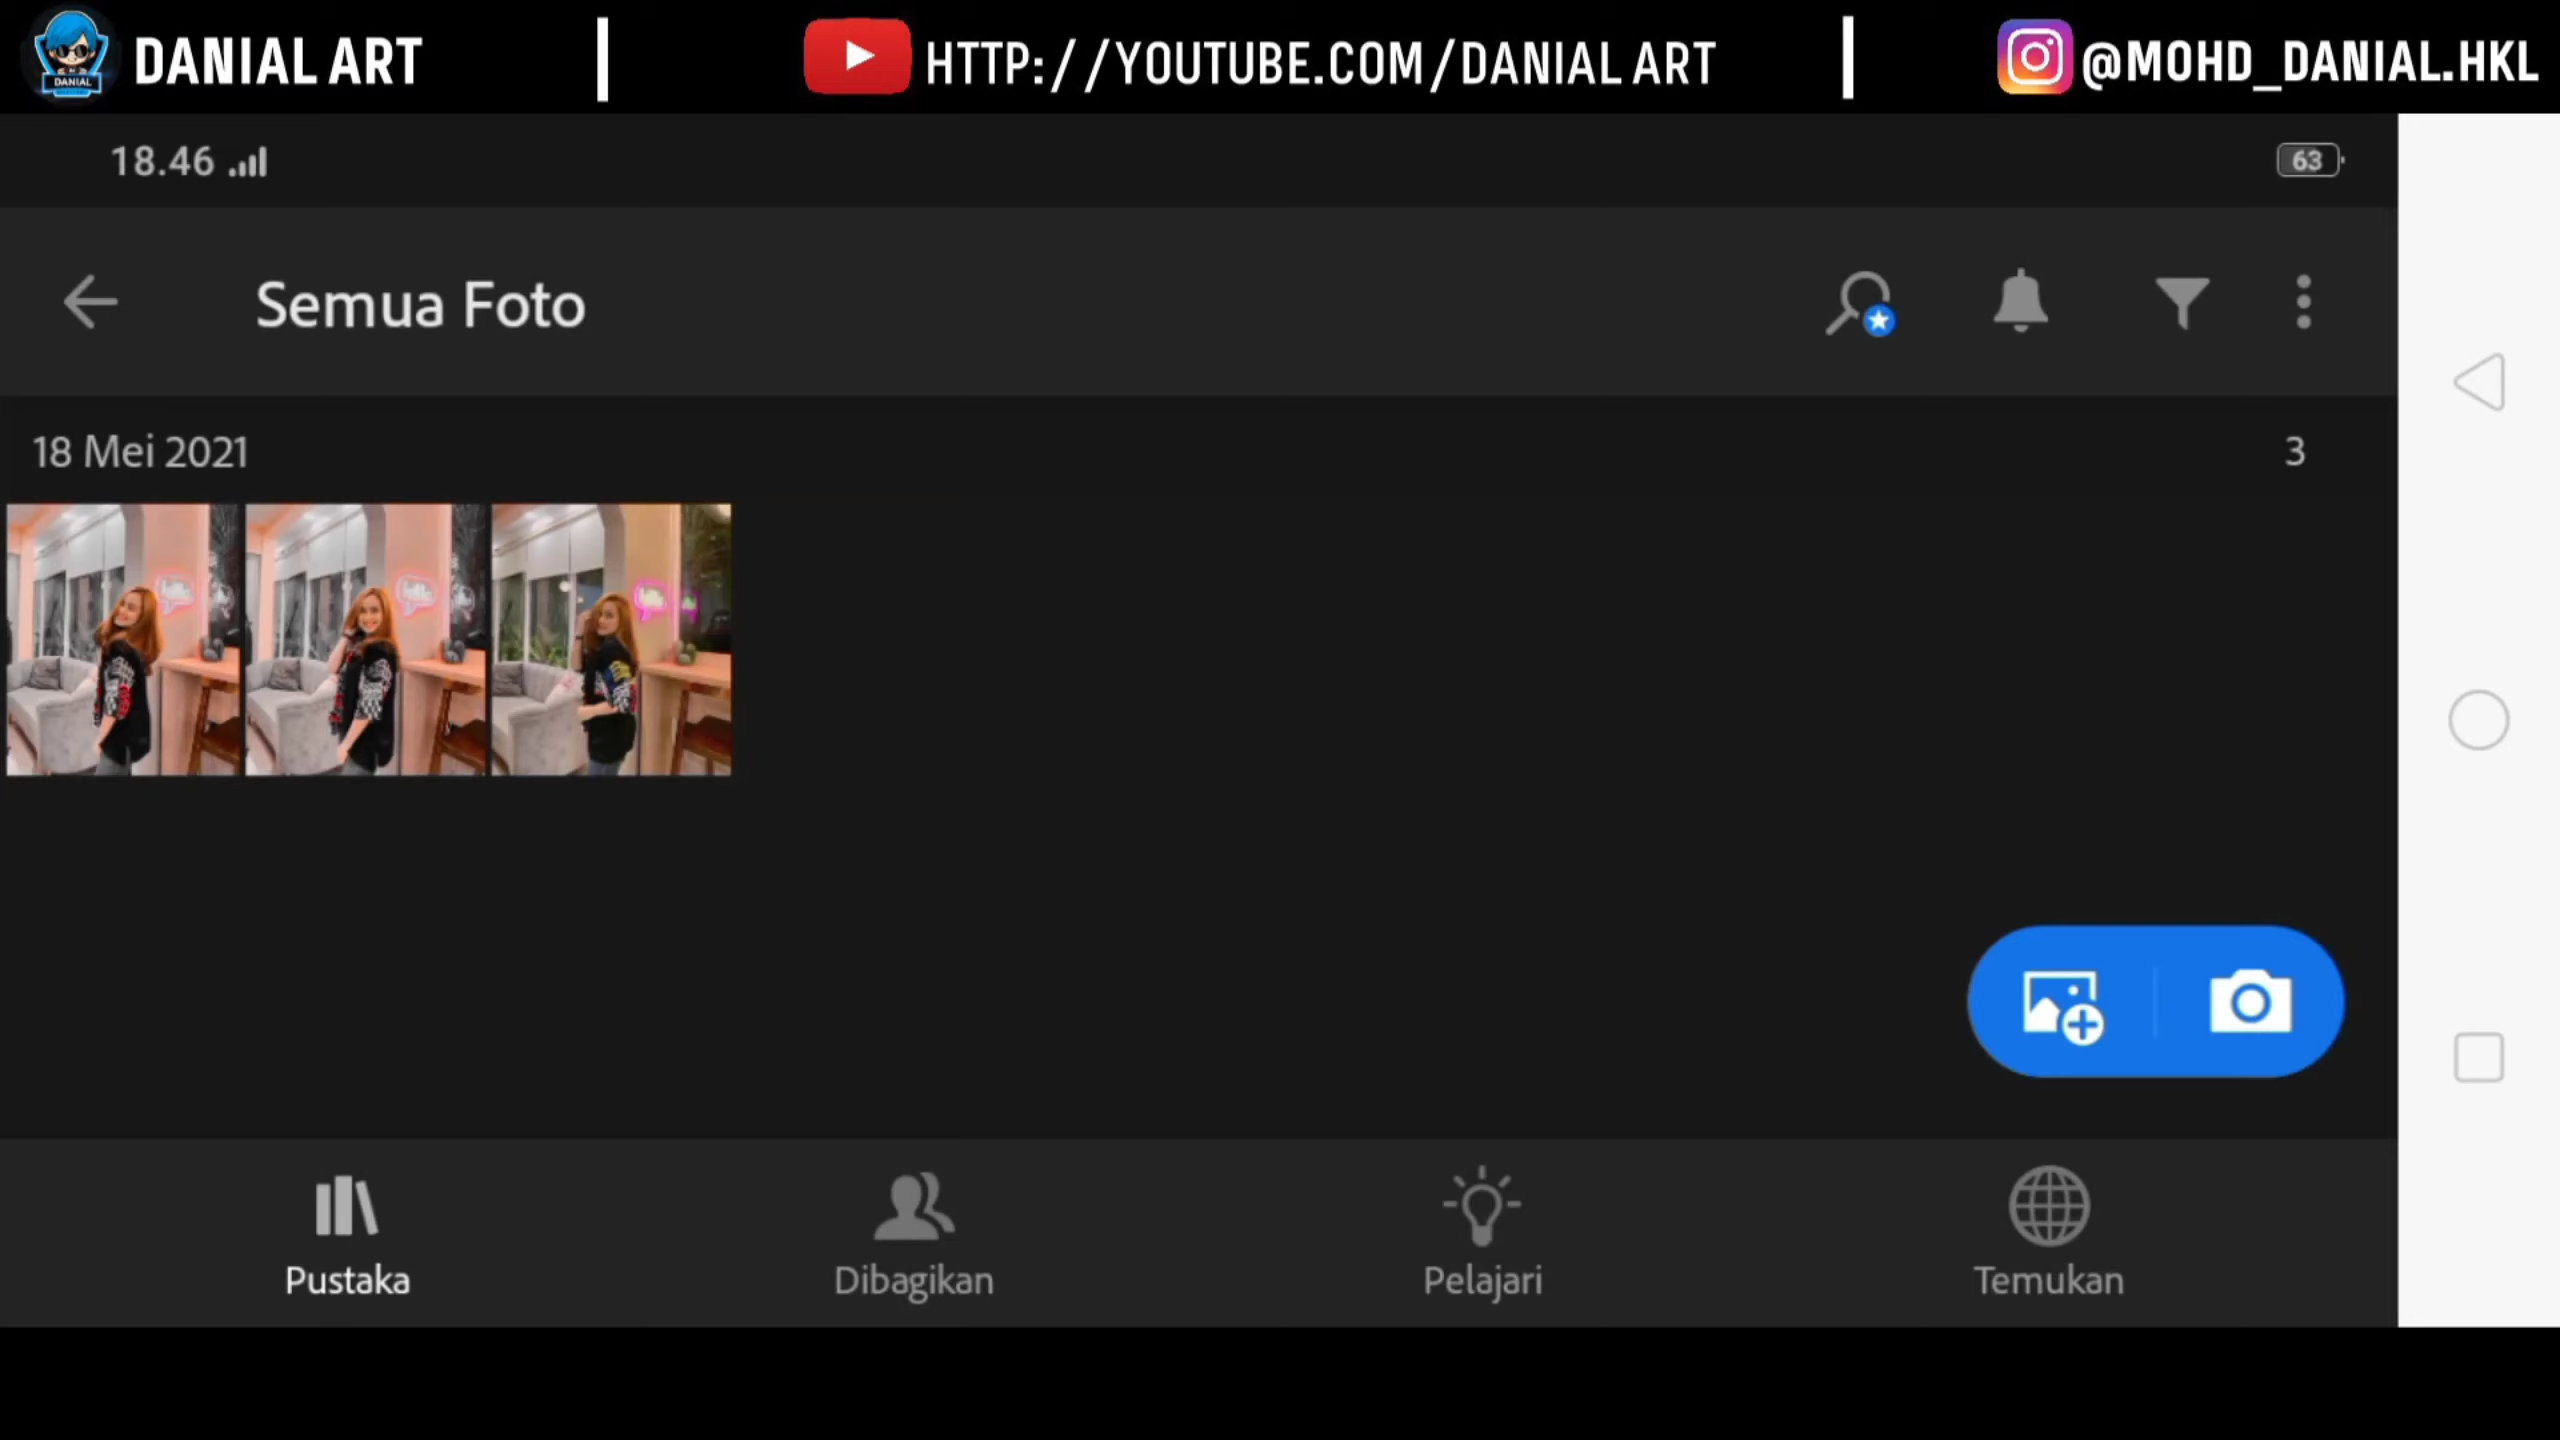 DANIAL
DANIAL ART
HTTP://YOUTUBE.COM/DANIAL ART
@MOHD_DANIAL.HKL
18.46
63
Semua Foto
18 Mei 2021
3
Pustaka
Dibagikan
Pelajari
Temukan